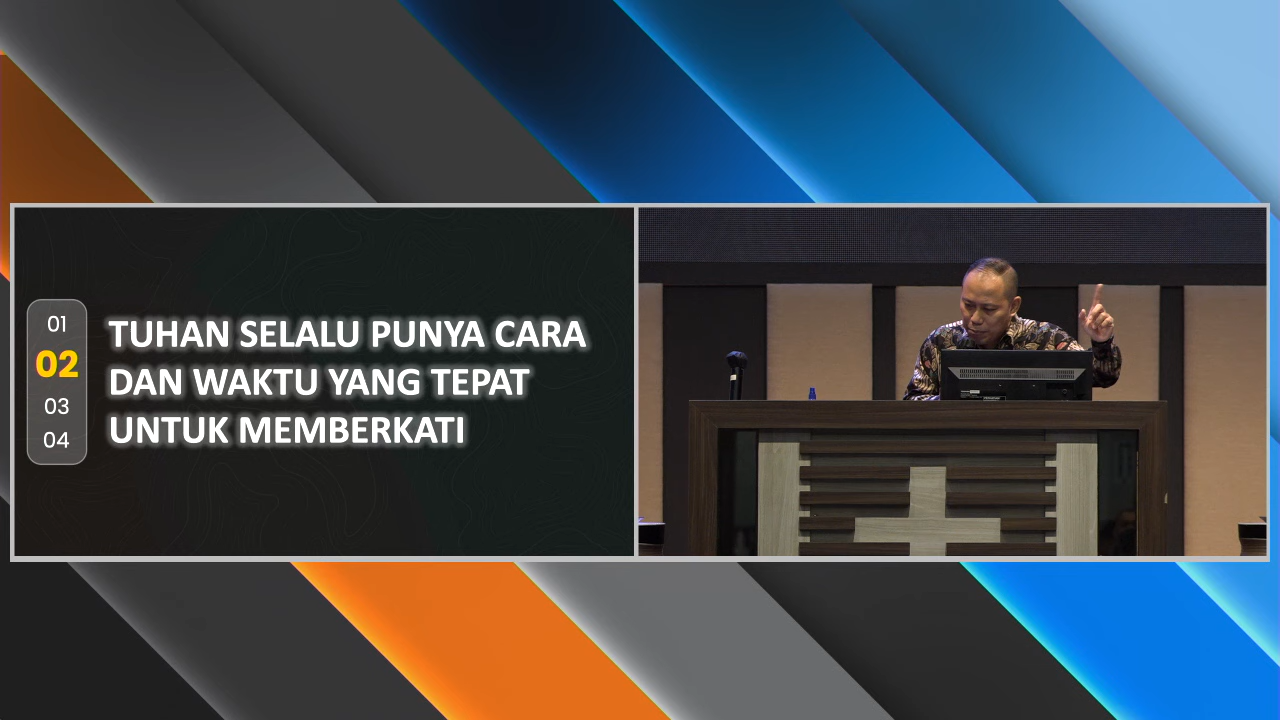 01
02
03
04
TUHAN SELALU PUNYA CARA
DAN WAKTU YANG TEPAT
UNTUK MEMBERKATI